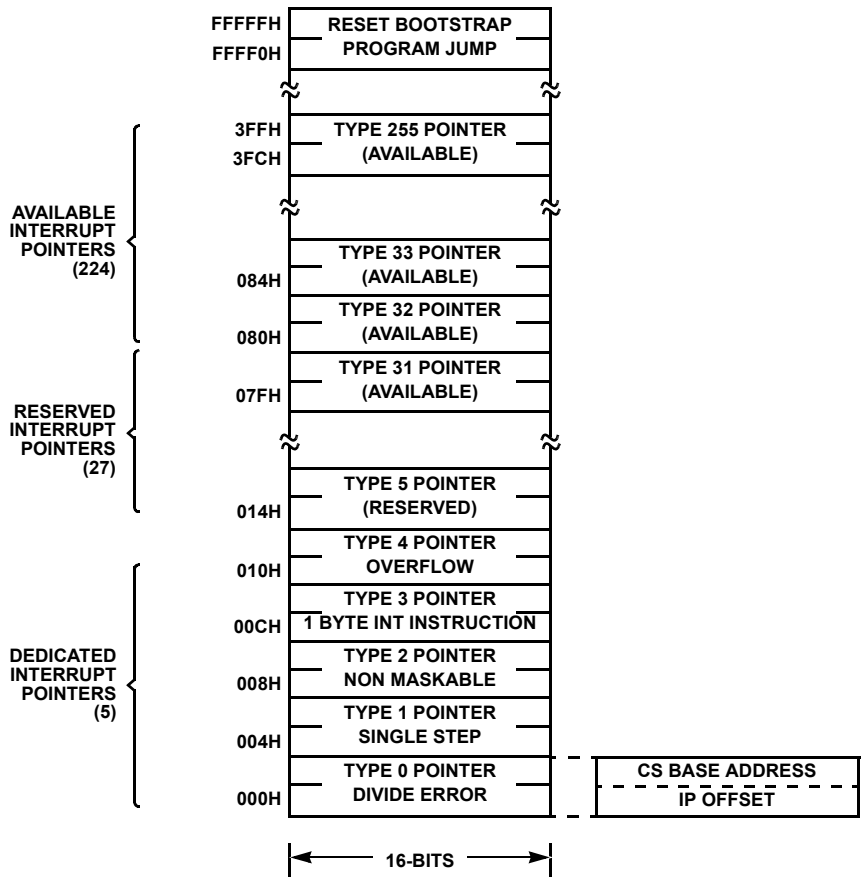 FFFFFH
RESET BOOTSTRAP
PROGRAM JUMP
FFFF0H
3FFH
TYPE 255 POINTER
(AVAILABLE)
3FCH
AVAILABLE
INTERRUPT
POINTERS
(224)
TYPE 33 POINTER
(AVAILABLE)
084H
TYPE 32 POINTER
(AVAILABLE)
080H
TYPE 31 POINTER
(AVAILABLE)
07FH
RESERVED
INTERRUPT
POINTERS
(27)
TYPE 5 POINTER
(RESERVED)
014H
TYPE 4 POINTER
OVERFLOW
010H
TYPE 3 POINTER
1 BYTE INT INSTRUCTION
00CH
DEDICATED
INTERRUPT
POINTERS
(5)
TYPE 2 POINTER
NON MASKABLE
008H
TYPE 1 POINTER
SINGLE STEP
004H
TYPE 0 POINTER
DIVIDE ERROR
000H
CS BASE ADDRESS
IP OFFSET
16-BITS